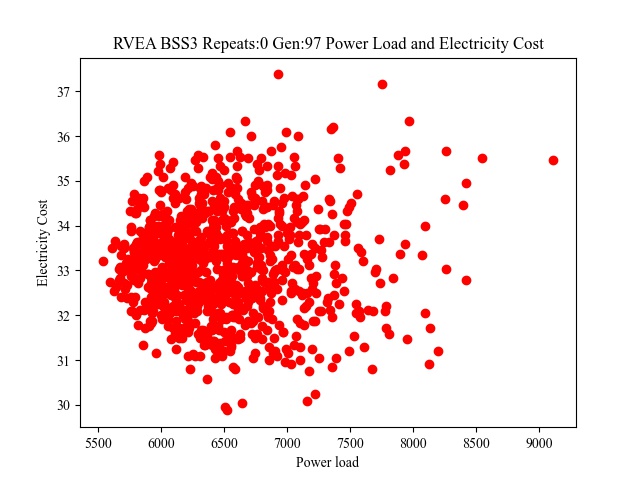 RVEA BSS3 Repeats:0 Gen:97 Power Load and Electricity Cost
37
36
35
34
33
32
31
30
Electricity Cost
5500 6000 6500 7000 7500 8000 8500 9000
Power load